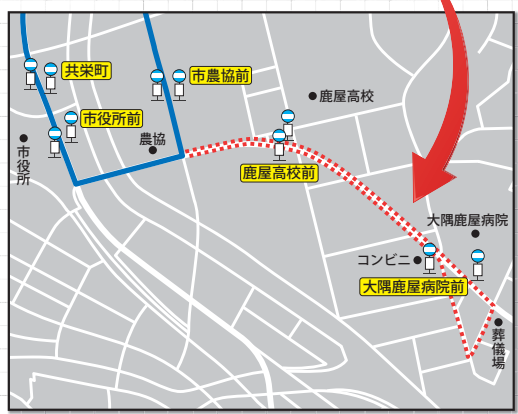 共栄町
市農協前
鹿屋高校
市役所前
農協
市役所
鹿屋高校前
大隅鹿屋病院
コンビニ
大隅鹿屋病院前
葬儀場